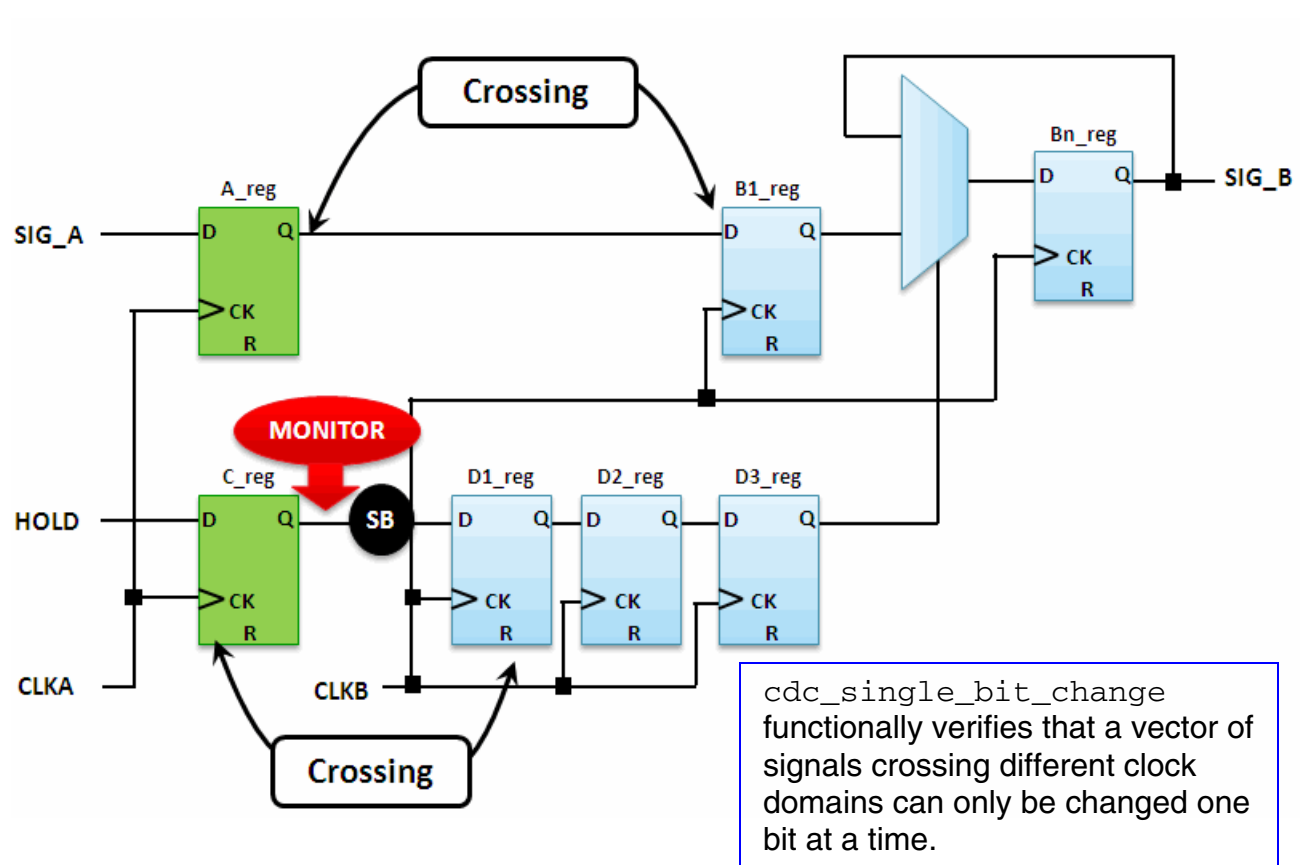 Crossing
Bn_reg
D Q
SIG_B
CK
R
A_reg
B1_reg
SIG_A
D Q
D Q
CK
R
CK
R
MONITOR
C_reg
D1_reg
D2_reg
D3_reg
HOLD
D Q
SB
D Q
D Q
D Q
CK
R
CK
R
CK
R
CK
R
CLKA
CLKB
Crossing
cdc_single_bit_change
functionally verifies that a vector of
signals crossing different clock
domains can only be changed one
bit at a time.